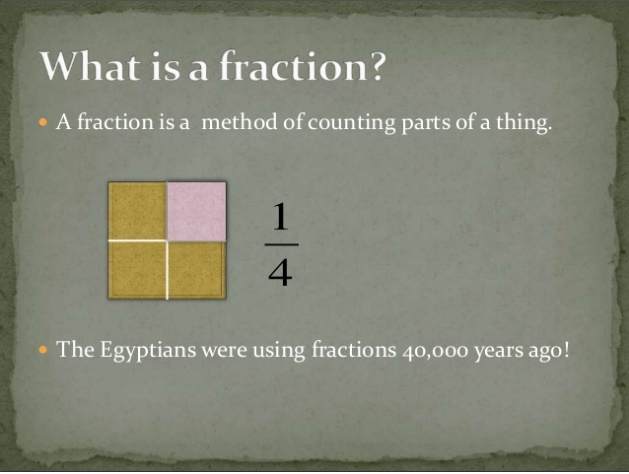 What is a fraction?
• A fraction is a  method of counting parts of a thing.
1
4
• The Egyptians were using fractions 40,000 years ago!